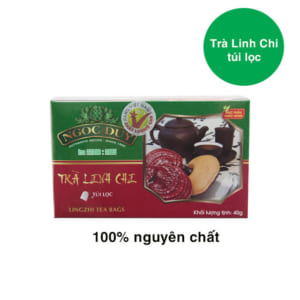 Trà Linh Chi
túi lọc
NGỌC DUY
TRÀ LINH CHI
TÚI LỌC
LINGZHI TEA BAGS
Khối lượng tịnh: 40g
100% nguyên chất